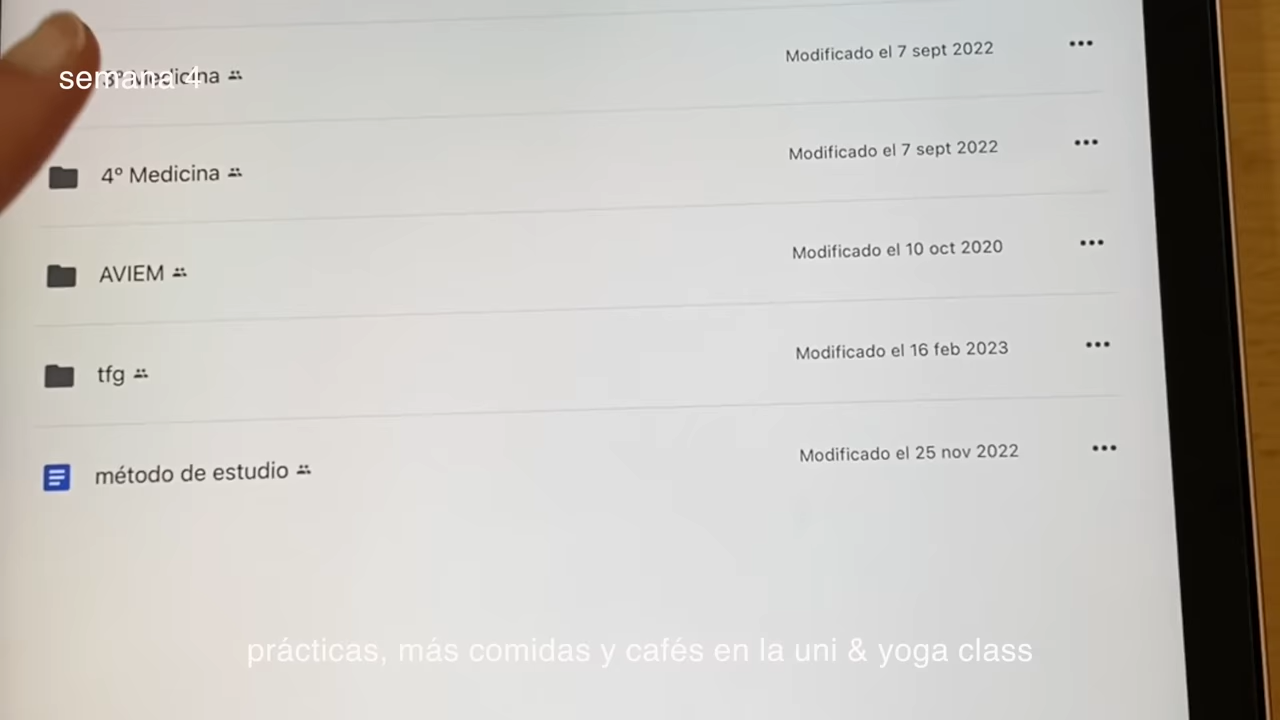 semana 4
3º Medicina
Modificado el 7 sept 2022
4º Medicina
Modificado el 7 sept 2022
AVIEM
Modificado el 10 oct 2020
tfg
Modificado el 16 feb 2023
método de estudio
Modificado el 25 nov 2022
prácticas, más comidas y cafés en la uni & yoga class